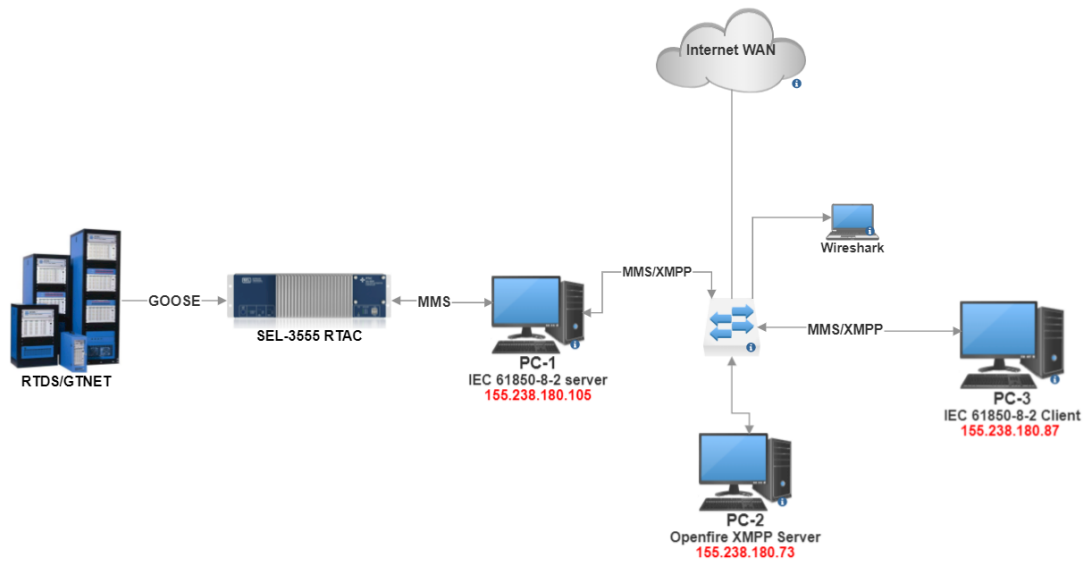 Internet WAN
Wireshark
MMS/XMPP
GOOSE
MMS
MMS/XMPP
SEL-3555 RTAC
RTDS/GTNET
PC-1
IEC 61850-8-2 server
155.238.180.105
PC-3
IEC 61850-8-2 Client
155.238.180.87
PC-2
Openfire XMPP Server
155.238.180.73